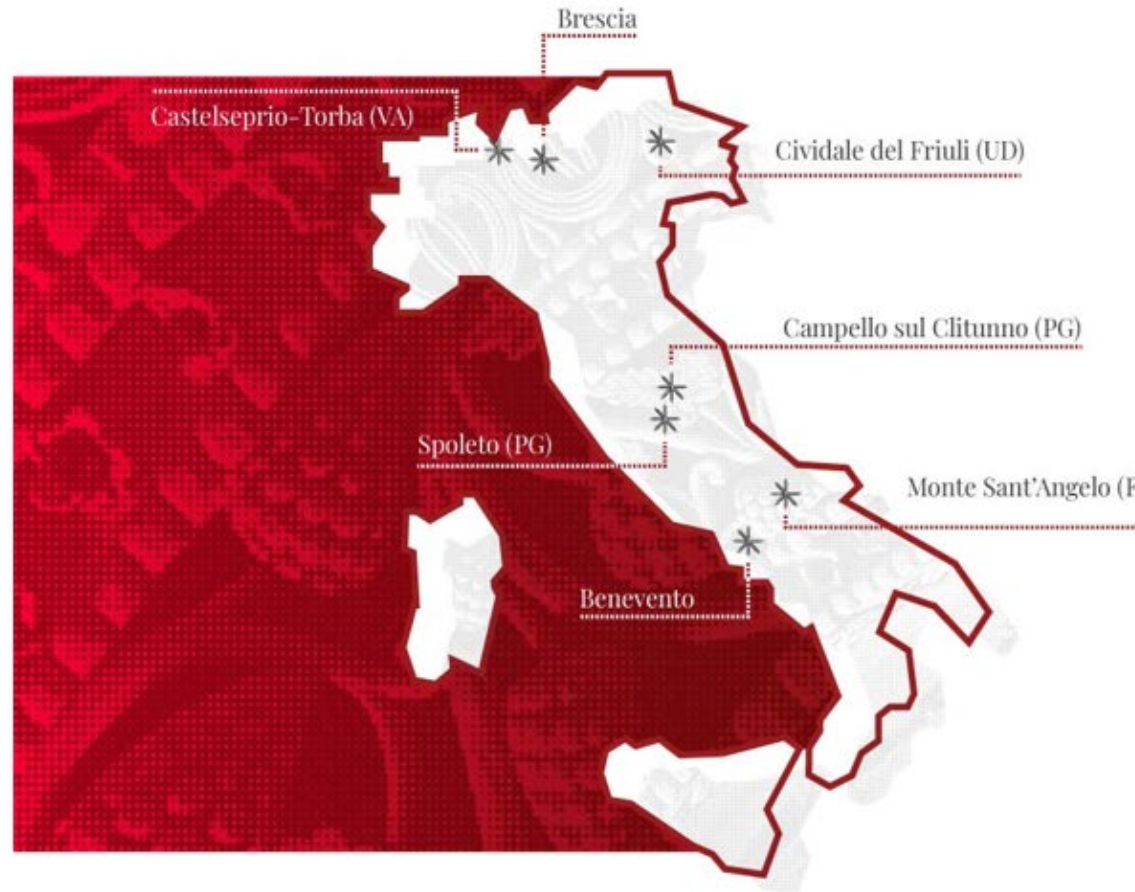 Brescia
Castelseprio-Torba (VA)
Cividale del Friuli (UD)
Campello sul Clitunno (PG)
Spoleto (PG)
Monte Sant’Angelo (F
Benevento